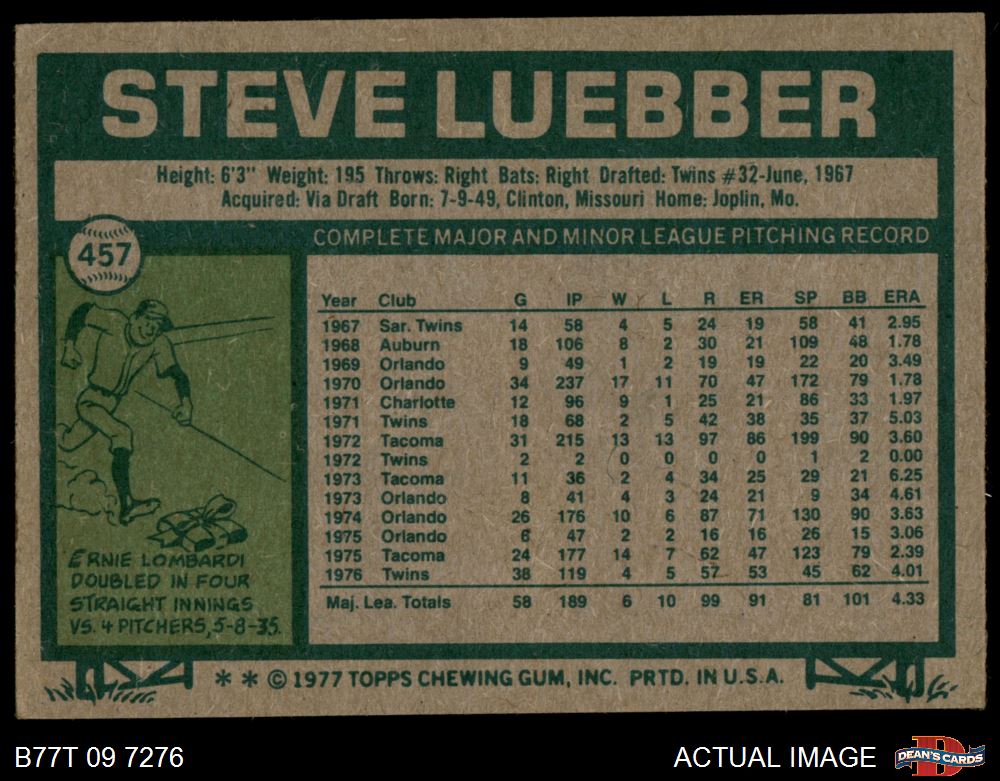 STEVE LUEBBER
Height: 6'3" Weight: 195 Throws: Right Bats: Right Drafted: Twins #32-June, 1967
Acquired: Via Draft Born: 7-9-49, Clinton, Missouri Home: Joplin, Mo.
457
COMPLETE MAJOR AND MINOR LEAGUE PITCHING RECORD
Year Club G IP W L R ER SP BB ERA
1967 Sar. Twins 14 58 4 5 24 19 58 41 2.95
1968 Auburn 18 106 8 2 30 21 109 48 1.78
1969 Orlando 9 49 1 2 19 19 22 20 3.49
1970 Orlando 34 237 17 11 70 47 172 79 1.78
1971 Charlotte 12 96 9 1 25 21 86 33 1.97
1971 Twins 18 68 2 5 42 38 35 37 5.03
1972 Tacoma 31 215 13 13 97 86 199 90 3.60
1972 Twins 2 2 0 0 0 0 1 2 0.00
1973 Tacoma 11 36 2 4 34 25 29 21 6.25
1973 Orlando 8 41 4 3 24 21 9 34 4.61
1974 Orlando 26 176 10 6 87 71 130 90 3.63
1975 Orlando 6 47 2 2 16 16 26 15 3.06
1975 Tacoma 24 177 14 7 62 47 123 79 2.39
1976 Twins 38 119 4 5 57 53 45 62 4.01
Maj. Lea. Totals 58 189 6 10 99 91 81 101 4.33
ERNIE LOMBARDI
DOUBLED IN FOUR
STRAIGHT INNINGS
VS. 4 PITCHERS, 5-8-35.
* * © 1977 TOPPS CHEWING GUM, INC. PRTD. IN U.S.A.
B77T 09 7276
ACTUAL IMAGE
D
DEAN'S CARDS